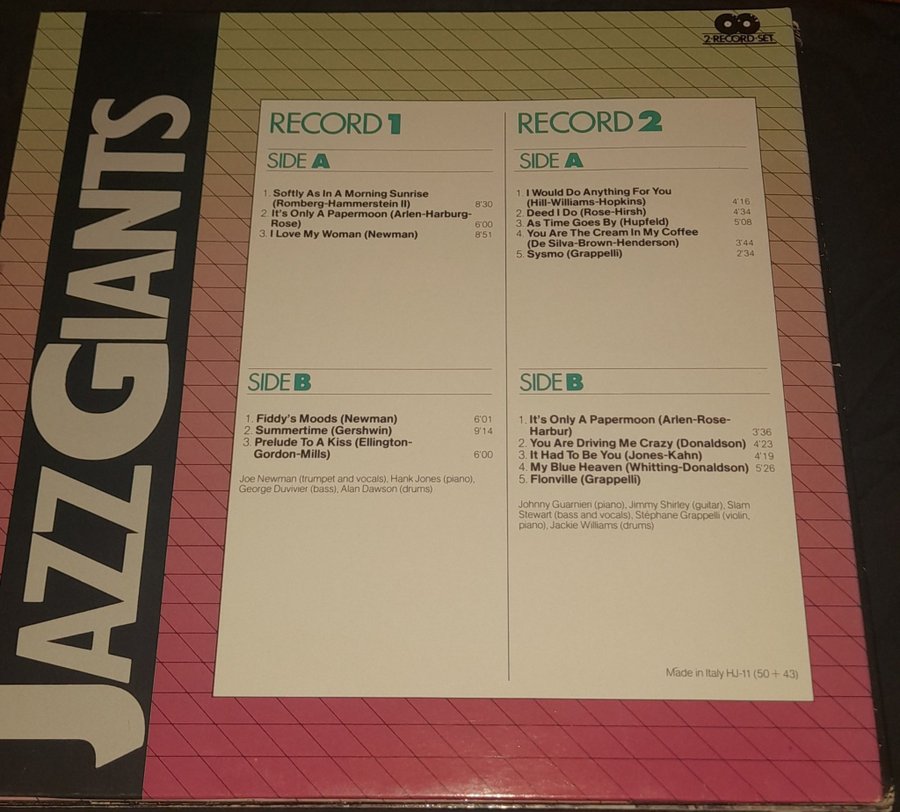 2·RECORD·SET
JAZZ GIANTS
RECORD 1
SIDE A
1. Softly As In A Morning Sunrise
(Romberg-Hammerstein II) 8'30
2. It's Only A Papermoon (Arlen-Harburg-
Rose) 6'00
3. I Love My Woman (Newman) 8'51
SIDE B
1. Fiddy's Moods (Newman) 6'01
2. Summertime (Gershwin) 9'14
3. Prelude To A Kiss (Ellington-
Gordon-Mills) 6'00
Joe Newman (trumpet and vocals), Hank Jones (piano),
George Duvivier (bass), Alan Dawson (drums)
RECORD 2
SIDE A
1. I Would Do Anything For You
(Hill-Williams-Hopkins) 4'16
2. Deed I Do (Rose-Hirsh) 4'34
3. As Time Goes By (Hupfeld) 5'08
4. You Are The Cream In My Coffee
(De Silva-Brown-Henderson) 3'44
5. Sysmo (Grappelli) 2'34
SIDE B
1. It's Only A Papermoon (Arlen-Rose-
Harbur) 3'36
2. You Are Driving Me Crazy (Donaldson) 4'23
3. It Had To Be You (Jones-Kahn) 4'19
4. My Blue Heaven (Whitting-Donaldson) 5'26
5. Flonville (Grappelli)
Johnny Guarnien (piano), Jimmy Shirley (guitar), Slam
Stewart (bass and vocals), Stéphane Grappelli (violin,
piano), Jackie Williams (drums)
Made in Italy HJ-11 (50 + 43)